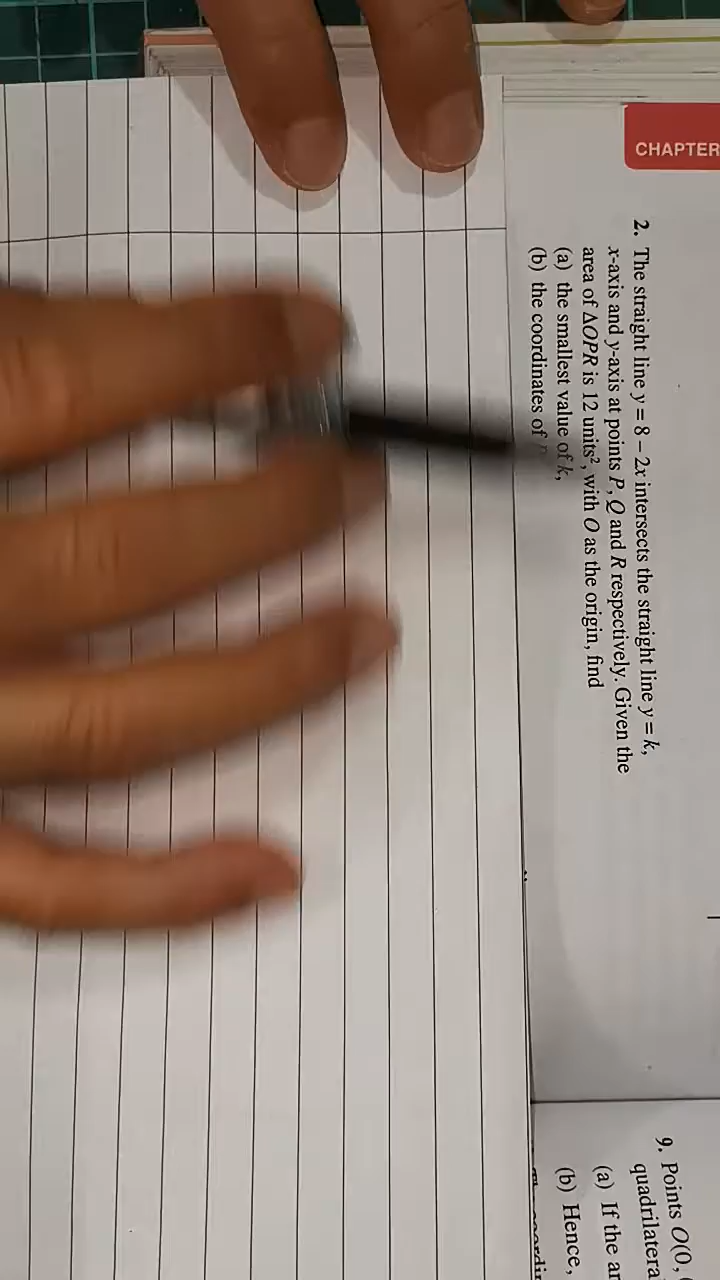 CHAPTER
2. The straight line y = 8 – 2x intersects the straight line y = k,
x-axis and y-axis at points P, Q and R respectively. Given the
area of ΔOPR is 12 units², with O as the origin, find
(a) the smallest value of k,
(b) the coordinates of
9. Points O(0,
quadrilatera
(a) If the ar
(b) Hence,